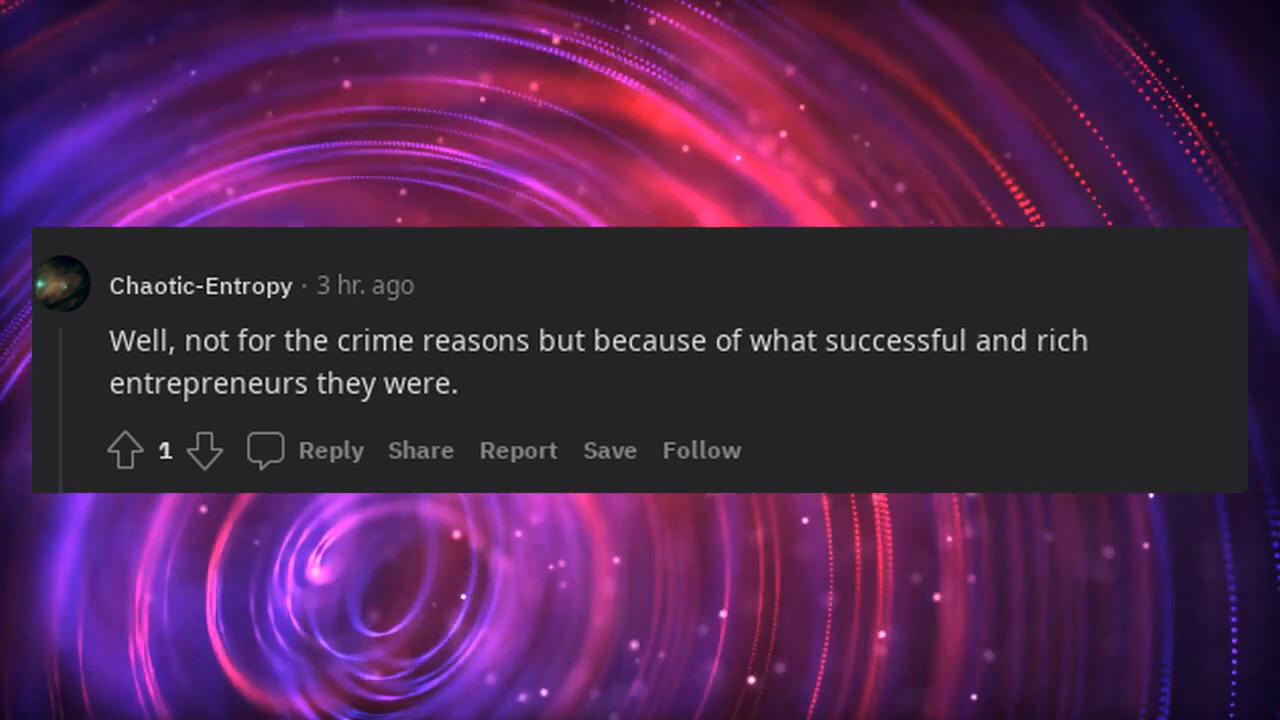 Chaotic-Entropy · 3 hr. ago
Well, not for the crime reasons but because of what successful and rich
entrepreneurs they were.
1 Reply Share Report Save Follow